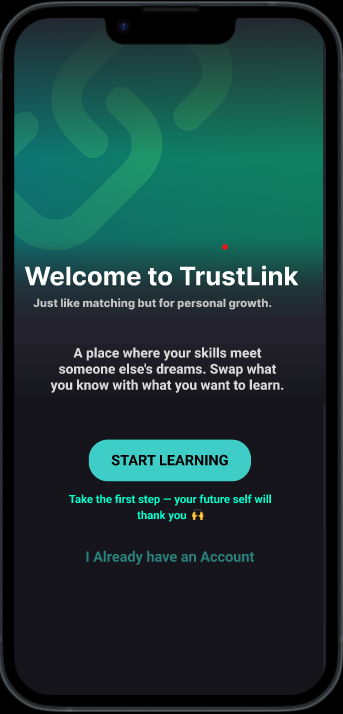 Welcome to TrustLink
Just like matching but for personal growth.
A place where your skills meet
someone else's dreams. Swap what
you know with what you want to learn.
START LEARNING
Take the first step — your future self will
thank you 🙌
I Already have an Account